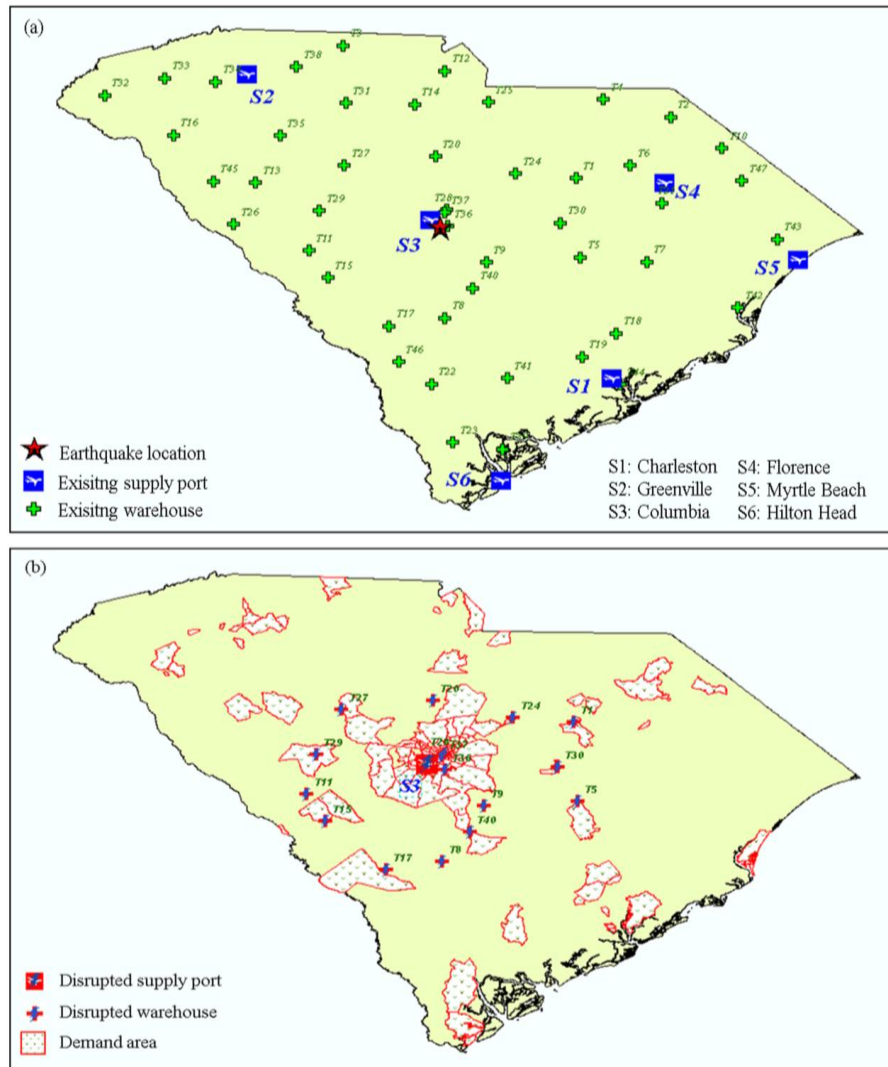 (a)
T3
T38
T12
T33
T32
S2
T31
T14
T25
T4
T2
T16
T35
T20
T10
T27
T24
T1
T6
T47
T45
T13
S4
T29
T28
T37
T26
T36
T30
T43
S3
T11
T9
T5
T7
S5
T15
T40
T42
T8
T17
T18
T19
T46
T22
T41
S1
T23
S6
Earthquake location
Exisitng supply port
Exisitng warehouse
S1: Charleston S4: Florence
S2: Greenville S5: Myrtle Beach
S3: Columbia S6: Hilton Head
(b)
T20
T27
T24
T29
T30
S3
T11
T9
T5
T15
T40
T8
T17
Disrupted supply port
Disrupted warehouse
Demand area